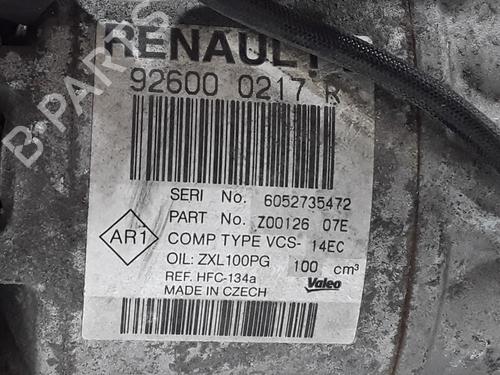 RENAULT
92600 0217 R
SERI No. 6052735472
PART No. Z00126 07E
AR1
COMP TYPE VCS- 14EC
OIL: ZXL100PG 100 cm³
REF. HFC-134a
MADE IN CZECH
Valeo
B PARTS